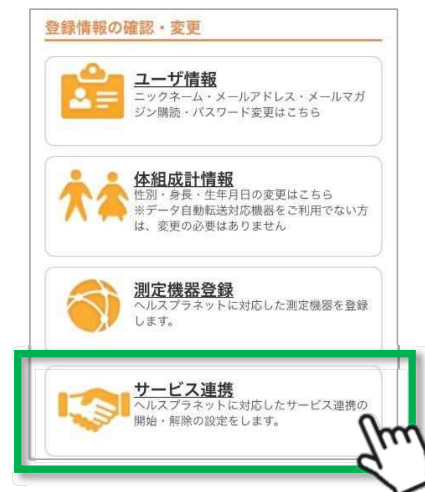 登録情報の確認・変更
ユーザ情報
ニックネーム・メールアドレス・メールマガ
ジン購読・パスワード変更はこちら
体組成計情報
性別・身長・生年月日の変更はこちら
※データ自動転送対応機器をご利用でない方
は、変更の必要はありません
測定機器登録
ヘルスプラネットに対応した測定機器を登録
します。
サービス連携
ヘルスプラネットに対応したサービス連携の
開始・解除の設定をします。